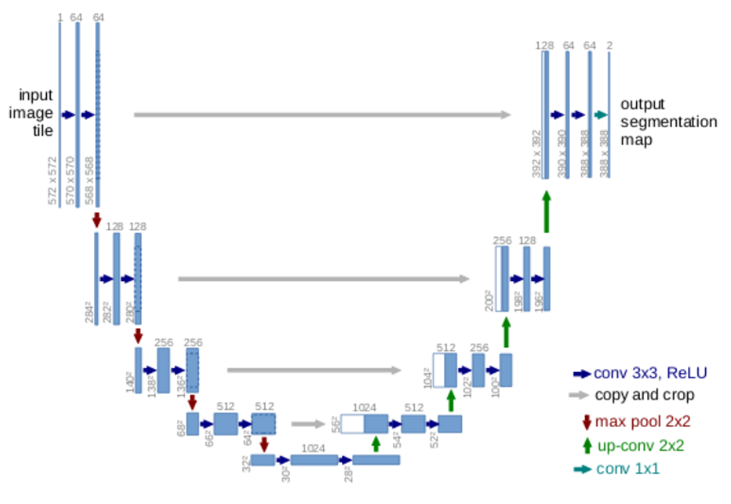 1 64 64
input
image
tile
572 x 572
570 x 570
568 x 568
128 64 64 2
output
segmentation
map
392 x 392
390 x 390
388 x 388
388 x 388
128 128
284²
282²
280²
256 128
200²
198²
196²
256 256
140²
138²
136²
512 256
104²
102²
100²
512 512
68²
66²
64²
1024 512
56²
54²
52²
1024
32²
30²
28²
conv 3x3, ReLU
copy and crop
max pool 2x2
up-conv 2x2
conv 1x1